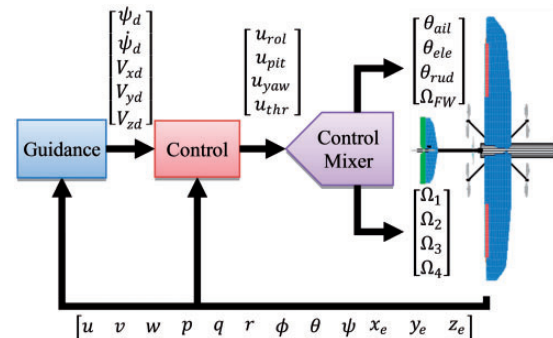 [ψ_d
ψ̇_d
V_xd
V_yd
V_zd]
[u_rol
u_pit
u_yaw
u_thr]
[θ_ail
θ_ele
θ_rud
Ω_FW]
Guidance
Control
Control
Mixer
[Ω_1
Ω_2
Ω_3
Ω_4]
[u v w p q r ϕ θ ψ x_e y_e z_e]